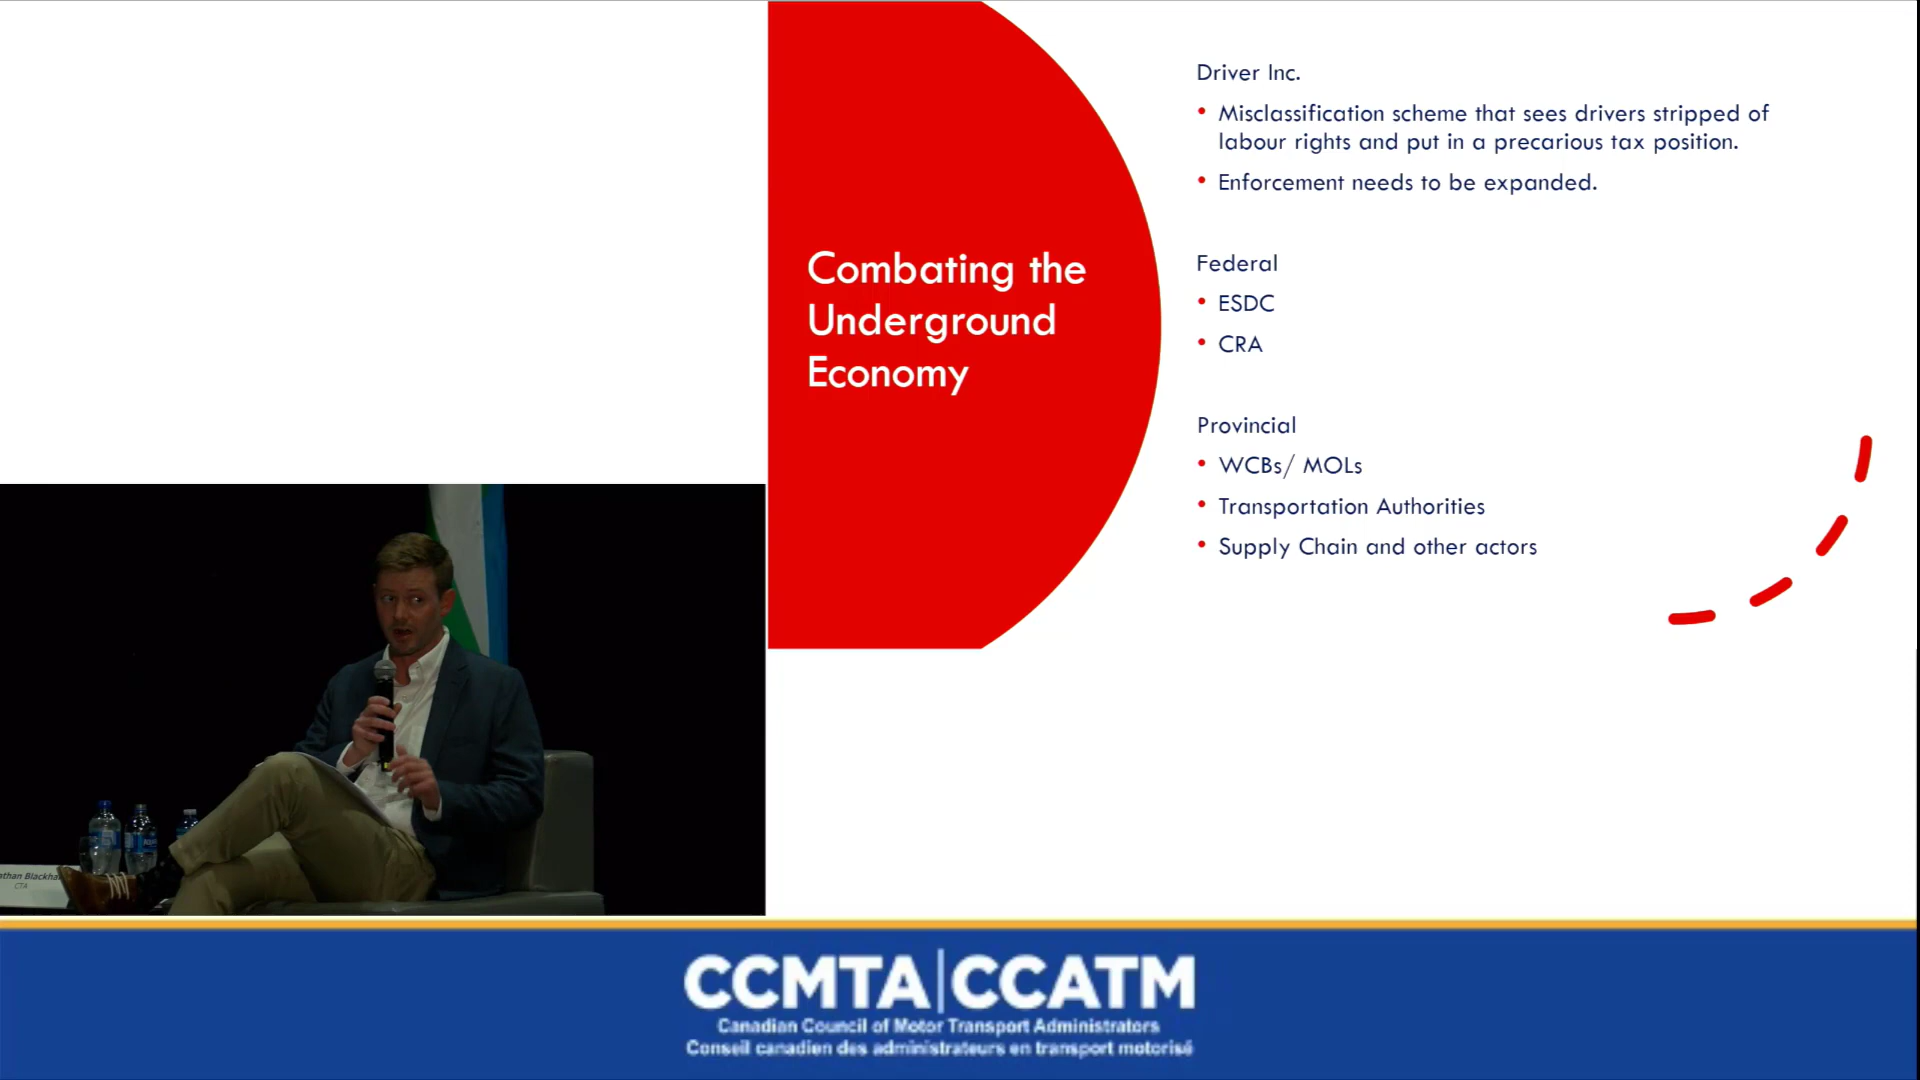 Combating the
Underground
Economy
Driver Inc.
• Misclassification scheme that sees drivers stripped of
labour rights and put in a precarious tax position.
• Enforcement needs to be expanded.
Federal
• ESDC
• CRA
Provincial
• WCBs/ MOLs
• Transportation Authorities
• Supply Chain and other actors
CTA
CCMTA|CCATM
Canadian Council of Motor Transport Administrators
Conseil canadien des administrateurs en transport motorisé